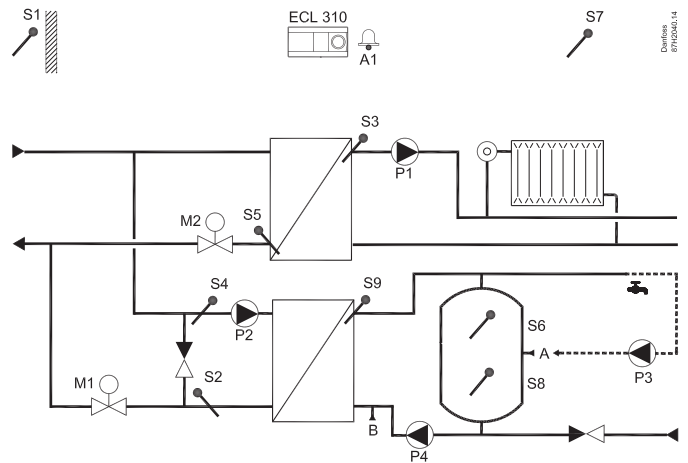 S1
ECL 310
A1
S7
Danfoss
87H2040.14
S3
P1
M2
S5
S4
P2
S9
S6
A
S8
P3
M1
S2
B
P4